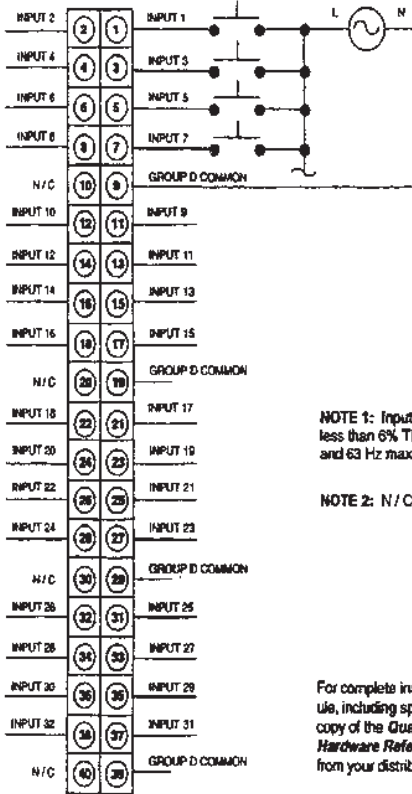 L N
INPUT 2 2 1 INPUT 1
INPUT 4 4 3 INPUT 3
INPUT 6 6 5 INPUT 5
INPUT 8 8 7 INPUT 7
N/C 10 9 GROUP D COMMON
INPUT 10 12 11 INPUT 9
INPUT 12 14 13 INPUT 11
INPUT 14 16 15 INPUT 13
INPUT 16 18 17 INPUT 15
N/C 20 19 GROUP D COMMON
INPUT 18 22 21 INPUT 17
INPUT 20 24 23 INPUT 19
INPUT 22 26 25 INPUT 21
INPUT 24 28 27 INPUT 23
N/C 30 29 GROUP D COMMON
INPUT 26 32 31 INPUT 25
INPUT 28 34 33 INPUT 27
INPUT 30 36 35 INPUT 29
INPUT 32 38 37 INPUT 31
N/C 40 39 GROUP D COMMON
NOTE 1: Input
less than 6% T
and 63 Hz max
NOTE 2: N / C
For complete
ule, including sp
copy of the Qua
Hardware Refe
from your distrib